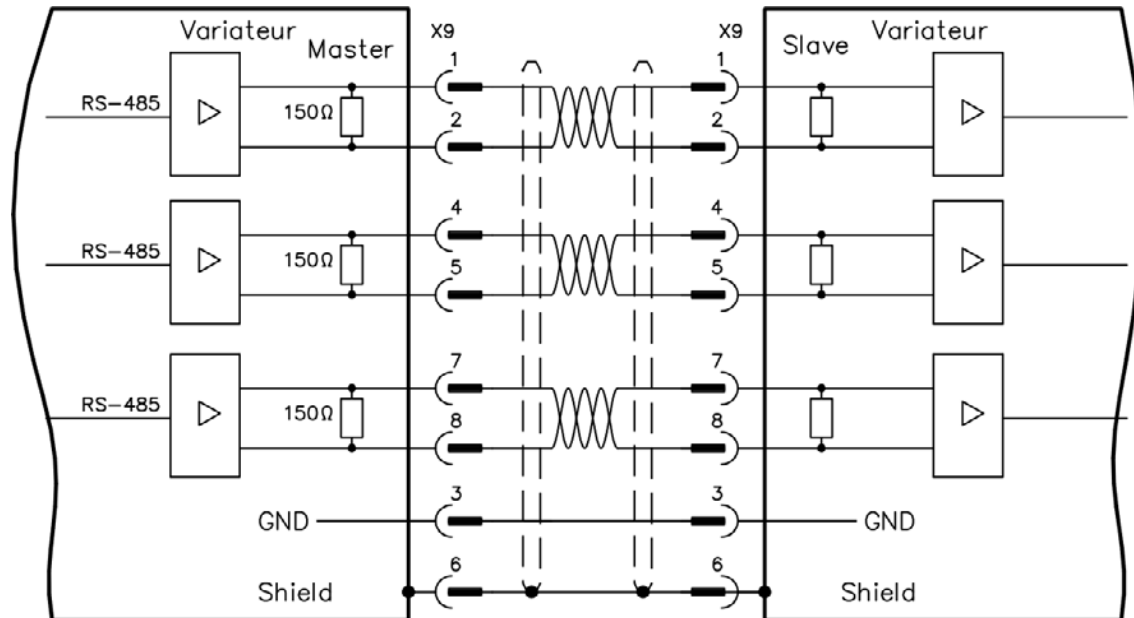 Variateur
Master
X9
X9
Slave
Variateur
1
1
RS-485
150Ω
2
2
4
4
RS-485
150Ω
5
5
7
7
RS-485
150Ω
8
8
3
3
GND
GND
6
6
Shield
Shield